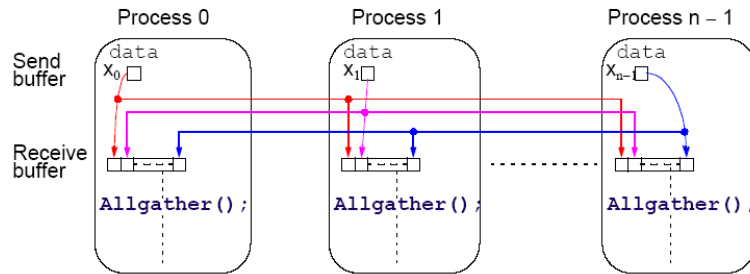 Process 0
Process 1
Process n – 1
Send buffer
data
X0
data
X1
data
Xn–1
Receive buffer
Allgather();
Allgather();
Allgather();